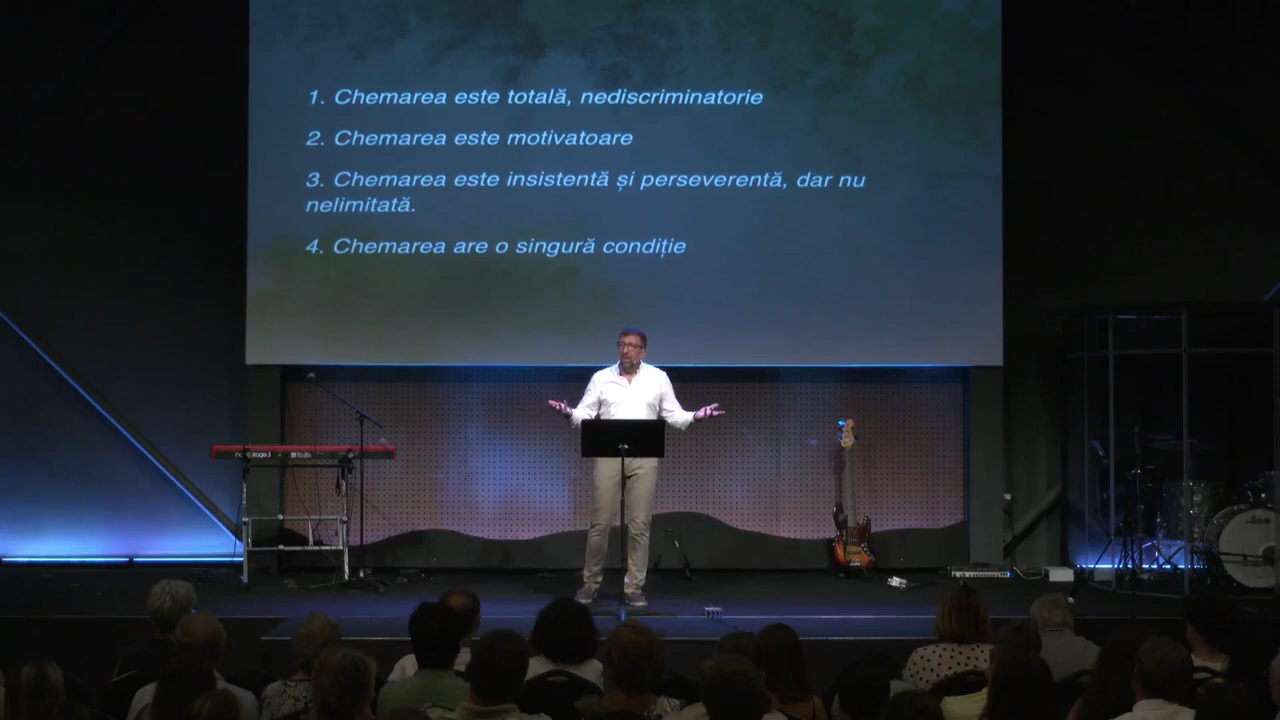 1. Chemarea este totală, nediscriminatorie
2. Chemarea este motivatoare
3. Chemarea este insistentă și perseverentă, dar nu
nelimitată.
4. Chemarea are o singură condiție